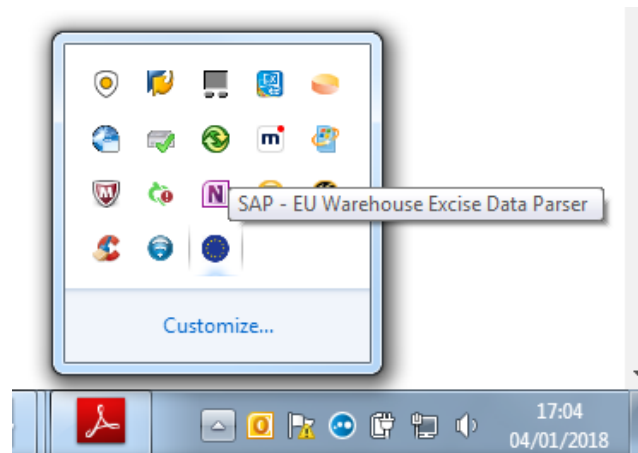 m
N
SAP - EU Warehouse Excise Data Parser
Customize...
17:04
04/01/2018